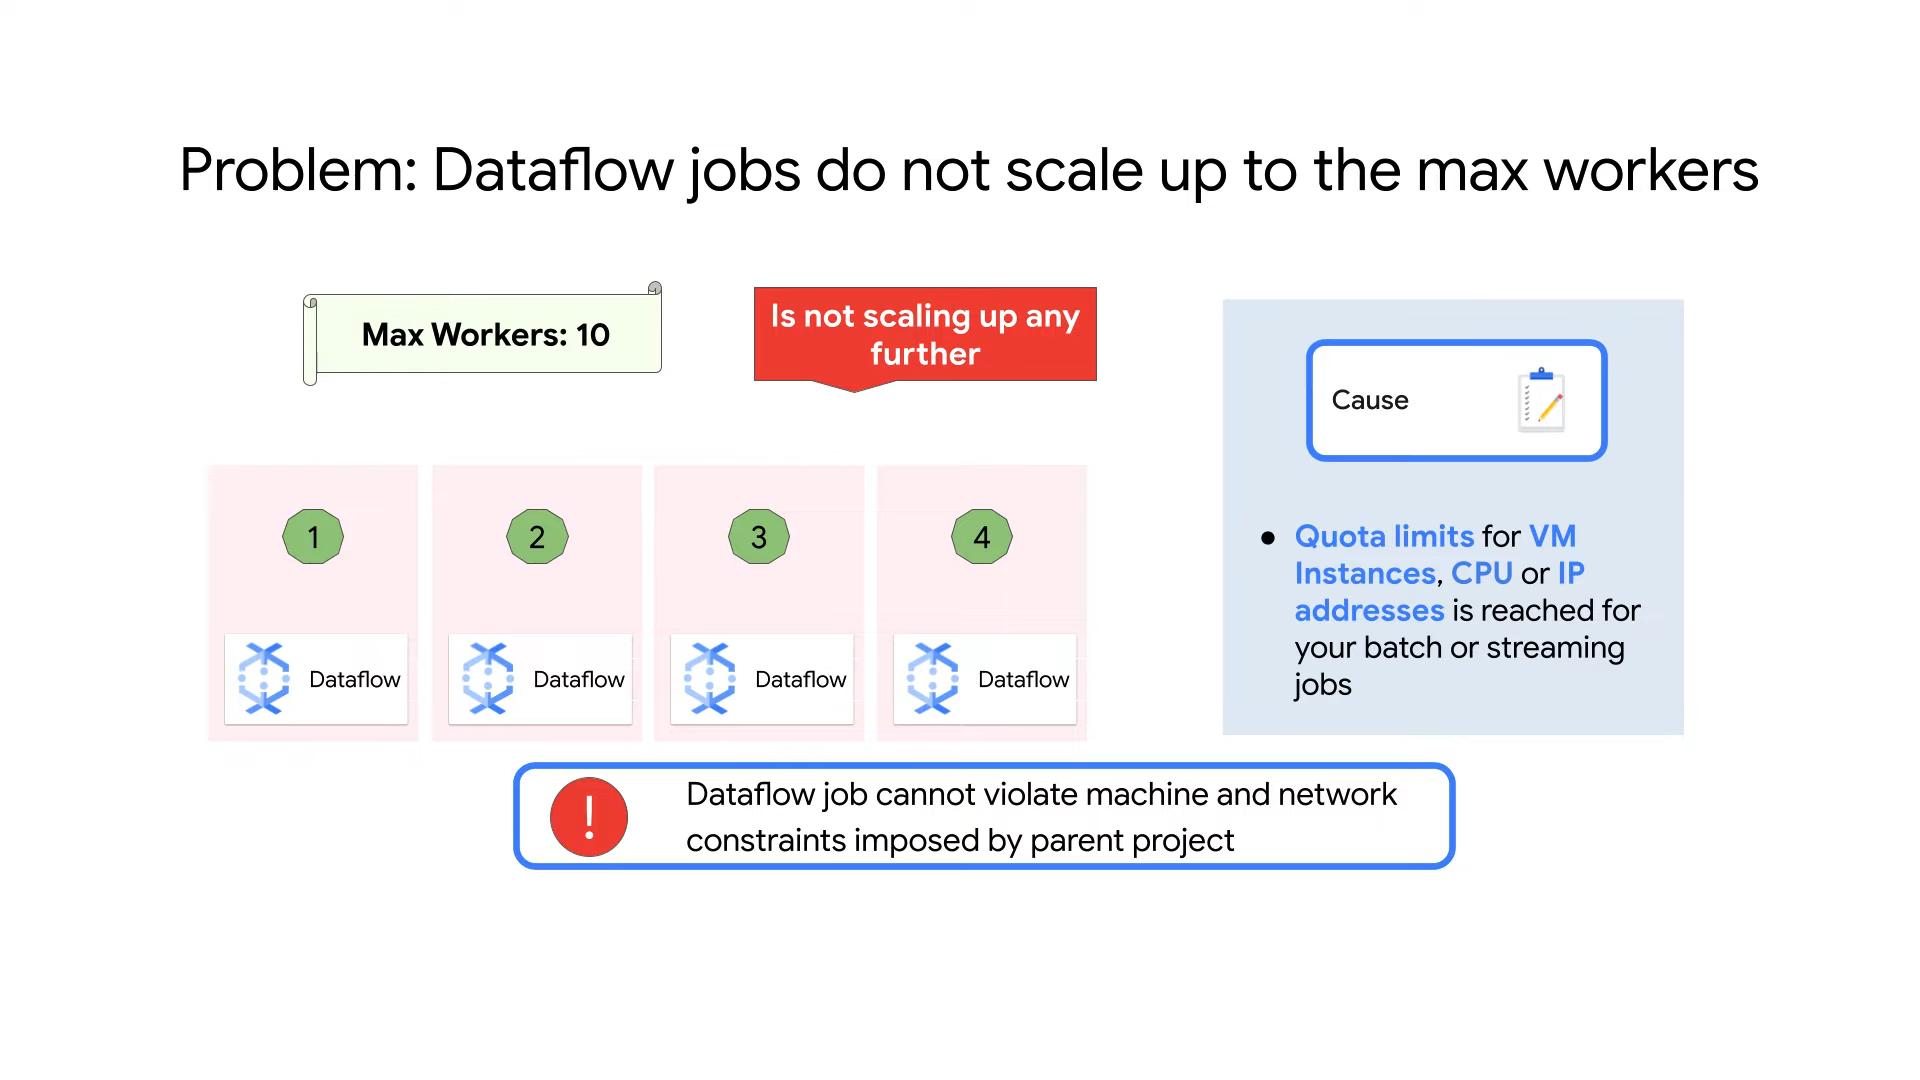 Problem: Dataflow jobs do not scale up to the max workers
Max Workers: 10
Is not scaling up any
further
Cause
1
2
3
4
Dataflow
Dataflow
Dataflow
Dataflow
● Quota limits for VM
Instances, CPU or IP
addresses is reached for
your batch or streaming
jobs
!
Dataflow job cannot violate machine and network
constraints imposed by parent project